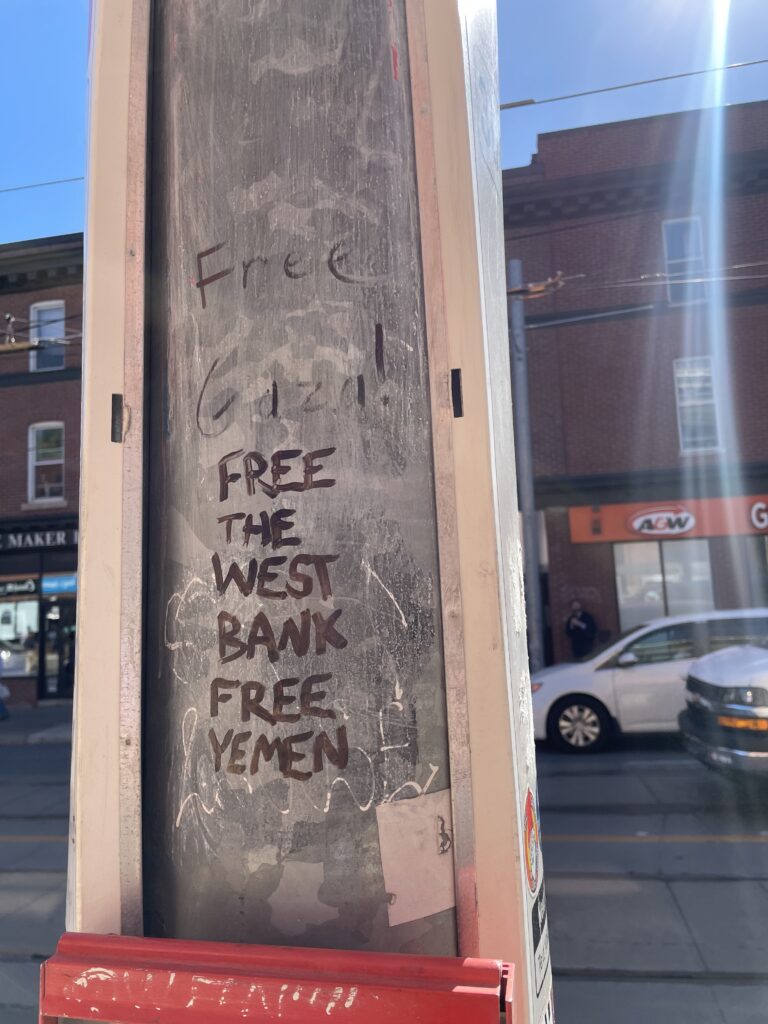 Free
Gaza!
FREE
THE
WEST
BANK
FREE
YEMEN
MAKER
A&W